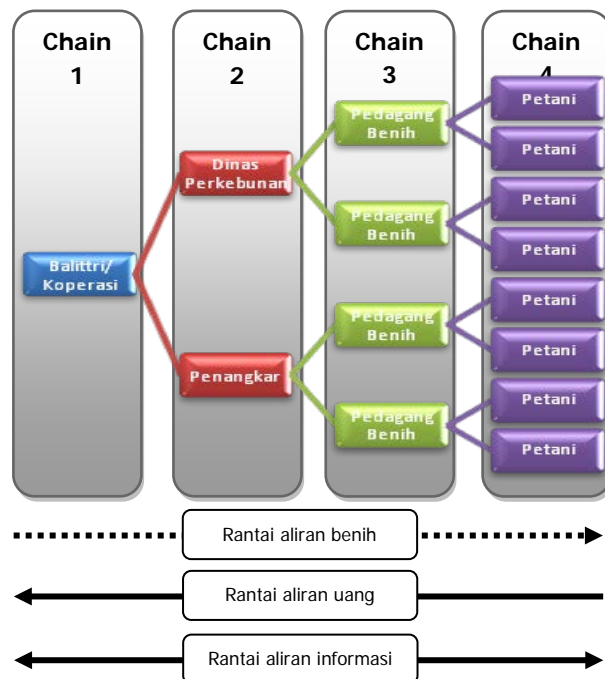 Chain
1
Chain
2
Chain
3
Chain
4
Balittri/
Koperasi
Dinas
Perkebunan
Penangkar
Pedagang
Benih
Pedagang
Benih
Pedagang
Benih
Pedagang
Benih
Petani
Petani
Petani
Petani
Petani
Petani
Petani
Petani
Rantai aliran benih
Rantai aliran uang
Rantai aliran informasi